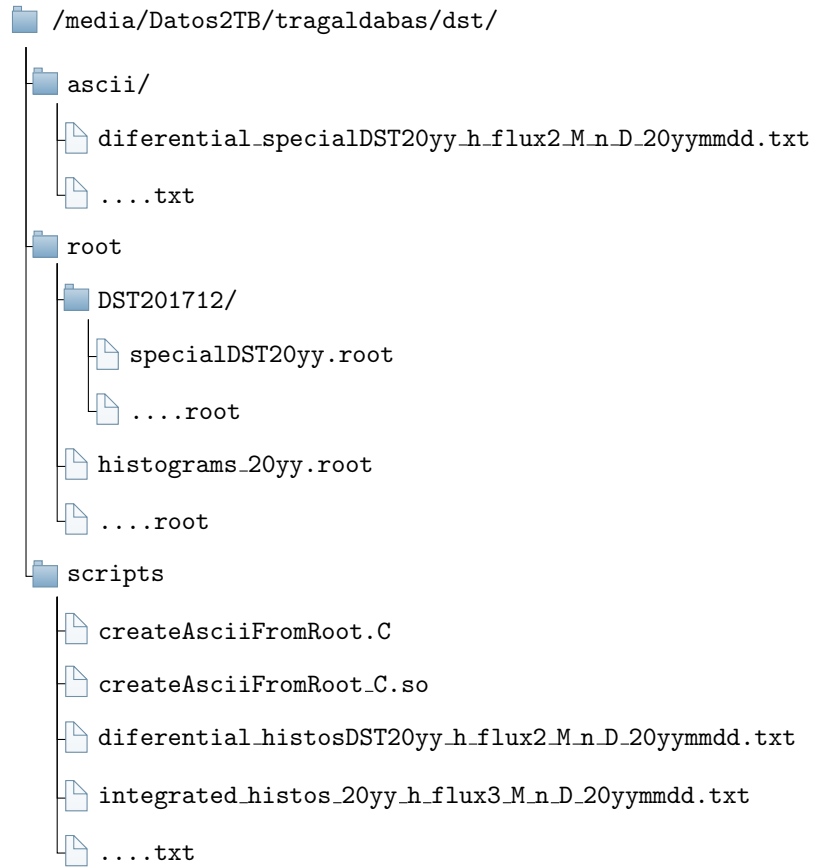 /media/Datos2TB/tragaldabas/dst/
ascii/
diferential_specialDST20yy_h_flux2_M_n_D_20yymmdd.txt
....txt
root
DST201712/
specialDST20yy.root
....root
histograms_20yy.root
....root
scripts
createAsciiFromRoot.C
createAsciiFromRoot_C.so
diferential_histosDST20yy_h_flux2_M_n_D_20yymmdd.txt
integrated_histos_20yy_h_flux3_M_n_D_20yymmdd.txt
....txt